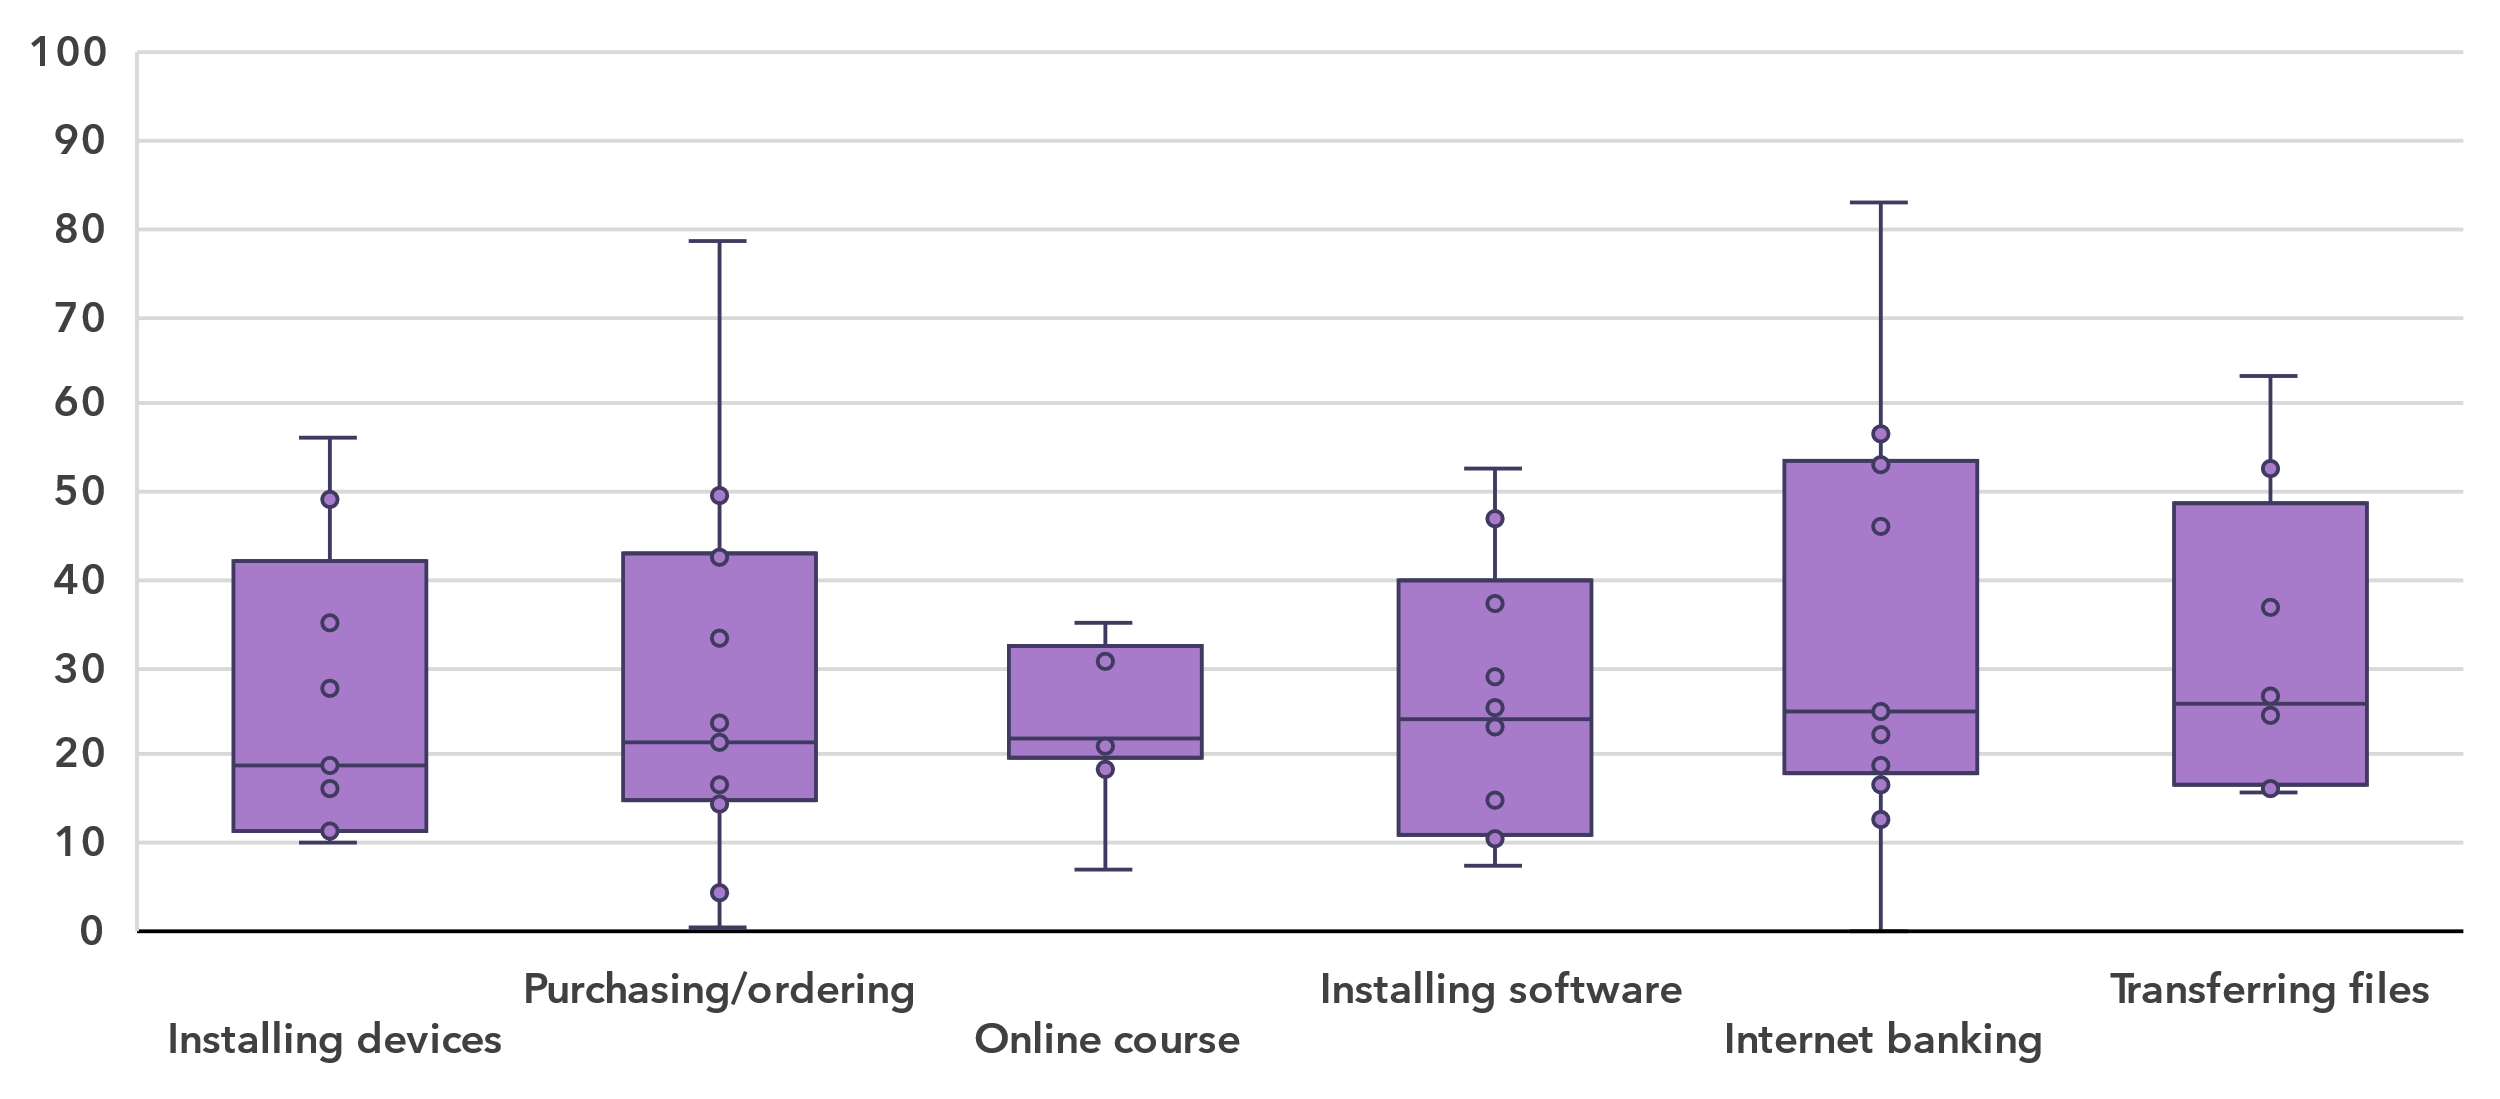 100
90
80
70
60
50
40
30
20
10
0
Purchasing/ordering
Installing software
Transferring files
Installing devices
Online course
Internet banking